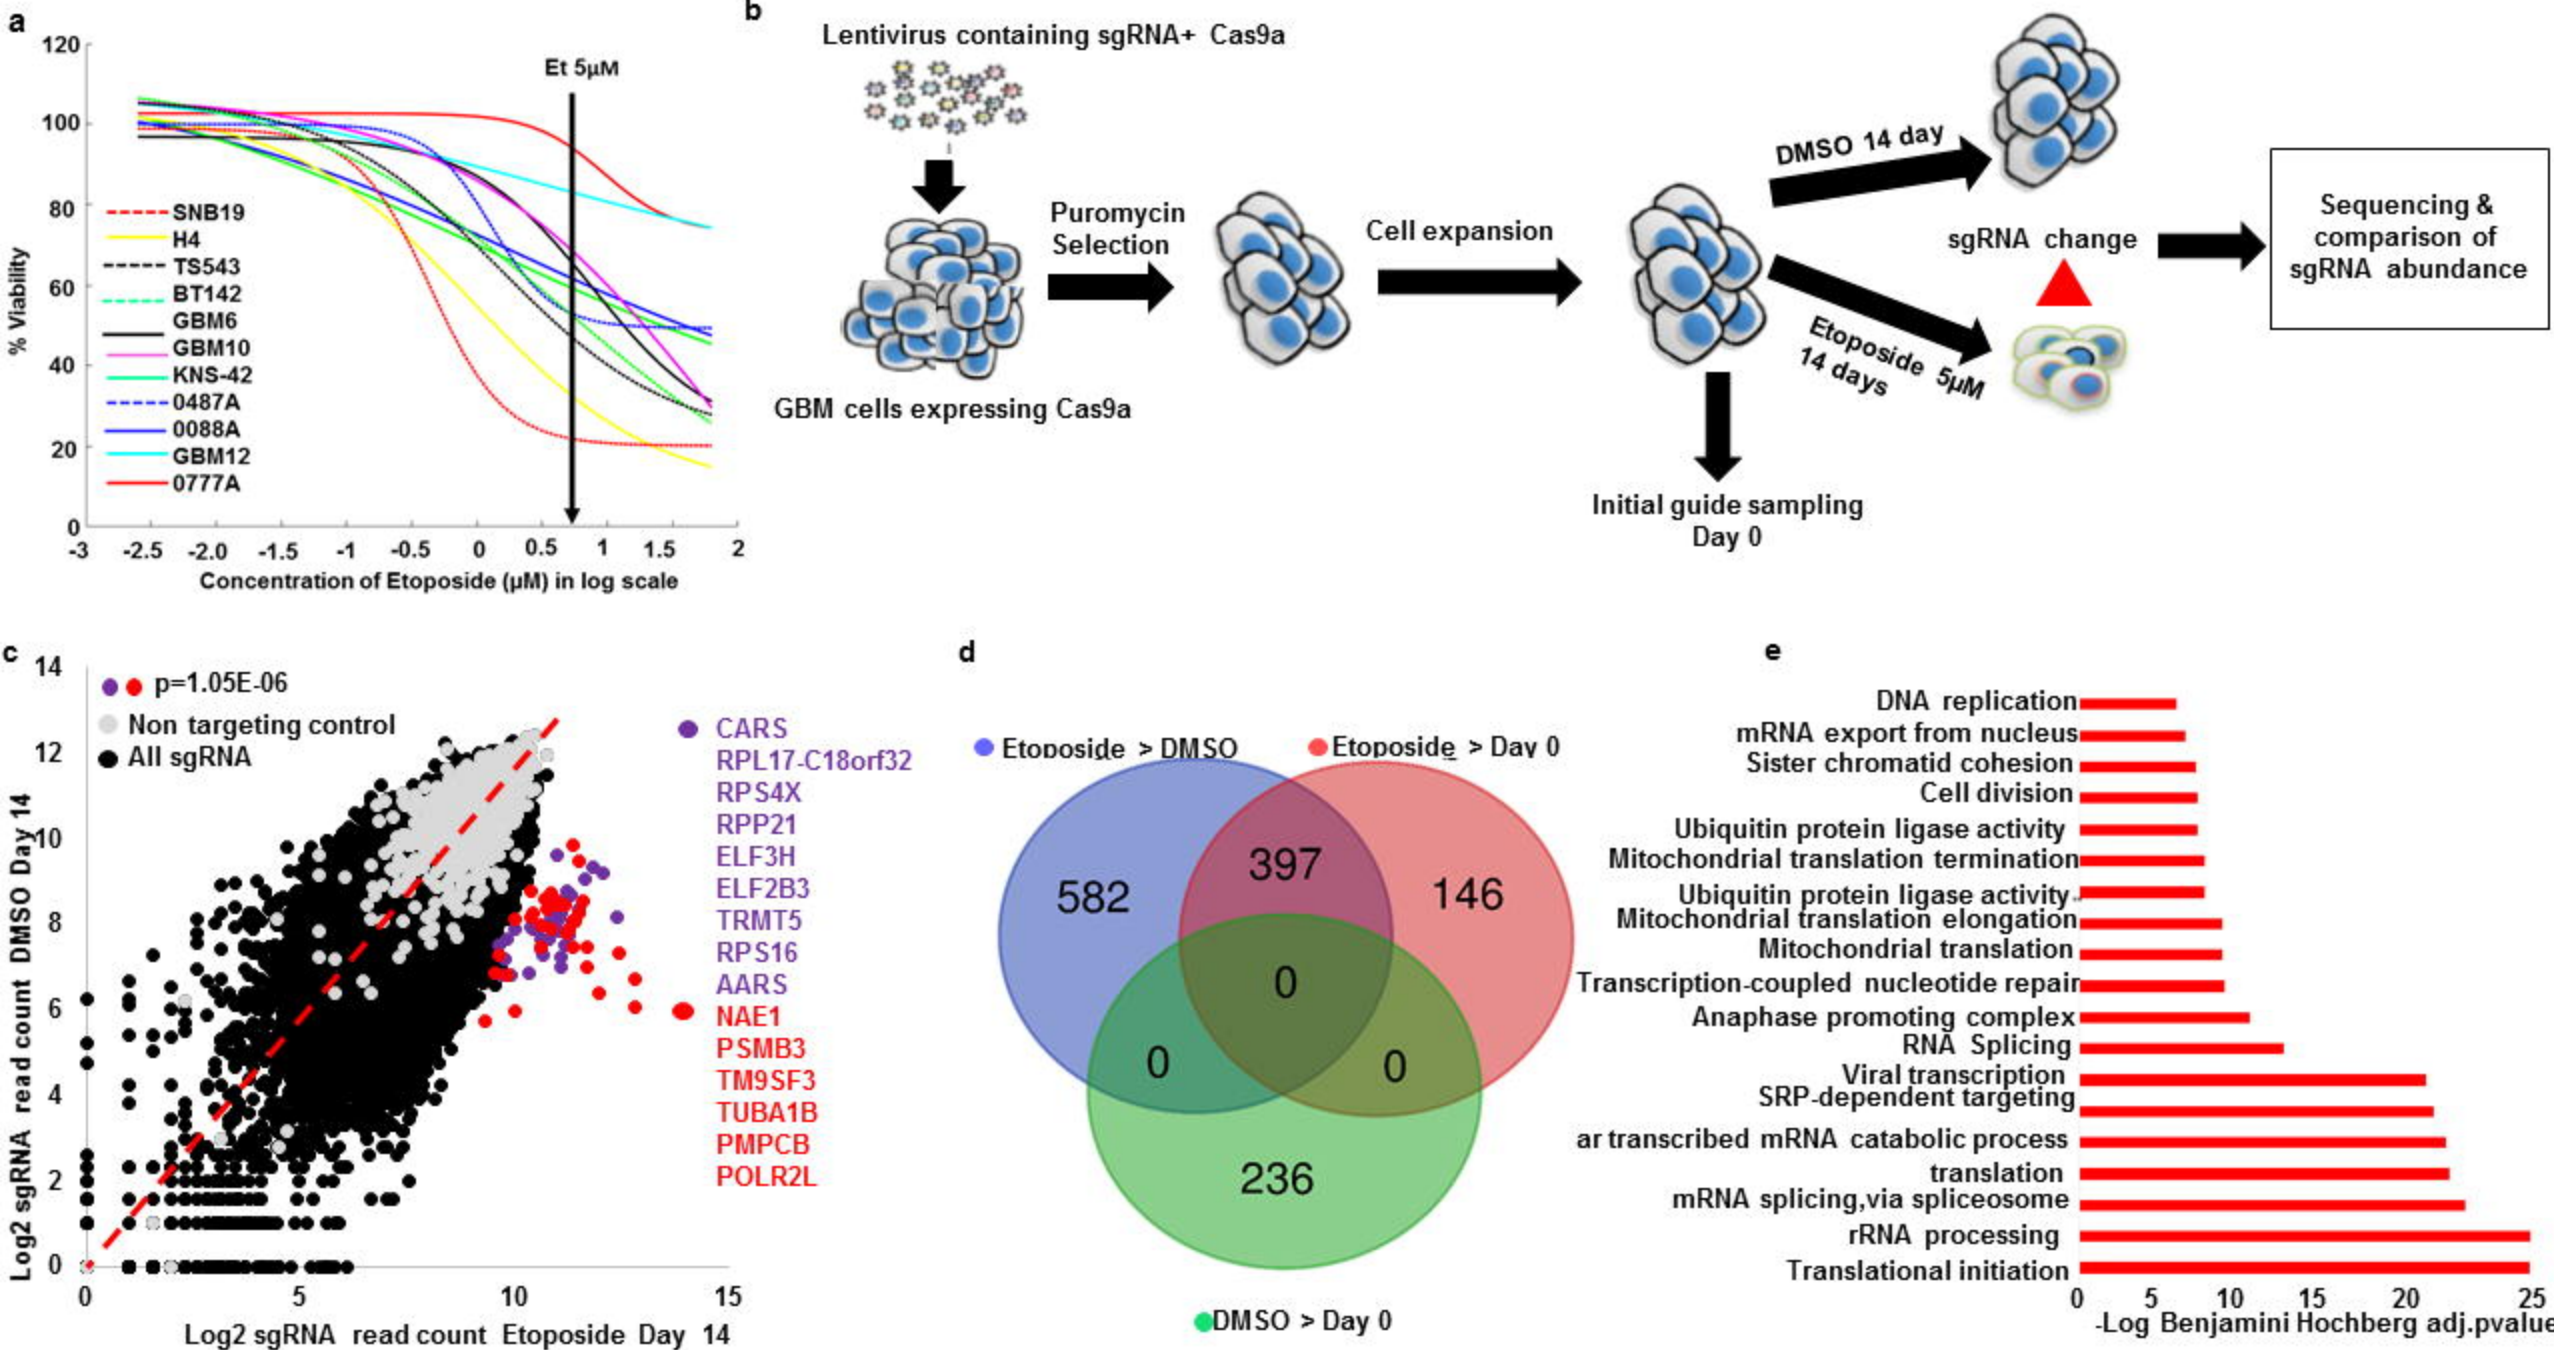 a
120
100
80
60
40
20
0
% Viability
Et 5µM
SNB19
H4
TS543
BT142
GBM6
GBM10
KNS-42
0487A
0088A
GBM12
0777A
-3 -2.5 -2.0 -1.5 -1 -0.5 0 0.5 1 1.5 2
Concentration of Etoposide (µM) in log scale
b
Lentivirus containing sgRNA+ Cas9a
GBM cells expressing Cas9a
Puromycin
Selection
Cell expansion
Initial guide sampling
Day 0
DMSO 14 day
Etoposide 5µM
14 days
sgRNA change
Sequencing &
comparison of
sgRNA abundance
c
14
12
10
8
6
4
2
0
Log2 sgRNA read count DMSO Day 14
p=1.05E-06
Non targeting control
All sgRNA
0 5 10 15
Log2 sgRNA read count Etoposide Day 14
CARS
RPL17-C18orf32
RPS4X
RPP21
ELF3H
ELF2B3
TRMT5
RPS16
AARS
NAE1
PSMB3
TM9SF3
TUBA1B
PMPCB
POLR2L
d
Etoposide > DMSO
Etoposide > Day 0
582
397
146
0
0
0
236
DMSO > Day 0
e
DNA replication
mRNA export from nucleus
Sister chromatid cohesion
Cell division
Ubiquitin protein ligase activity
Mitochondrial translation termination
Ubiquitin protein ligase activity
Mitochondrial translation elongation
Mitochondrial translation
Transcription-coupled nucleotide repair
Anaphase promoting complex
RNA Splicing
Viral transcription
SRP-dependent targeting
ar transcribed mRNA catabolic process
translation
mRNA splicing,via spliceosome
rRNA processing
Translational initiation
0 5 10 15 20 25
-Log Benjamini Hochberg adj.pvalue